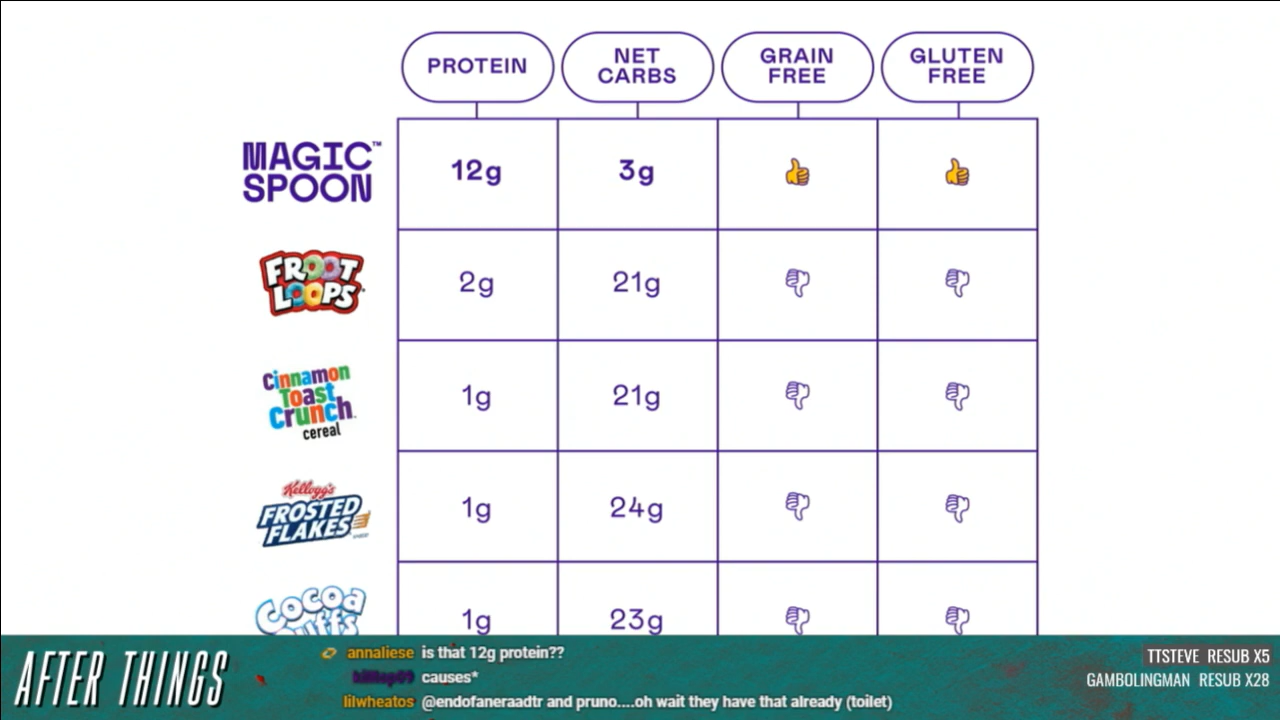 PROTEIN
NET
CARBS
GRAIN
FREE
GLUTEN
FREE
MAGIC™
SPOON
12g
3g
FROOT
LOOPS
2g
21g
Cinnamon
Toast
Crunch
cereal
1g
21g
Kellogg's
FROSTED
FLAKES
1g
24g
Cocoa
1g
23g
AFTER THINGS
annaliese is that 12g protein??
causes*
lilwheatos @endofaneraadtr and pruno....oh wait they have that already (toilet)
TTSTEVE RESUB X5
GAMBOLINGMAN RESUB X28